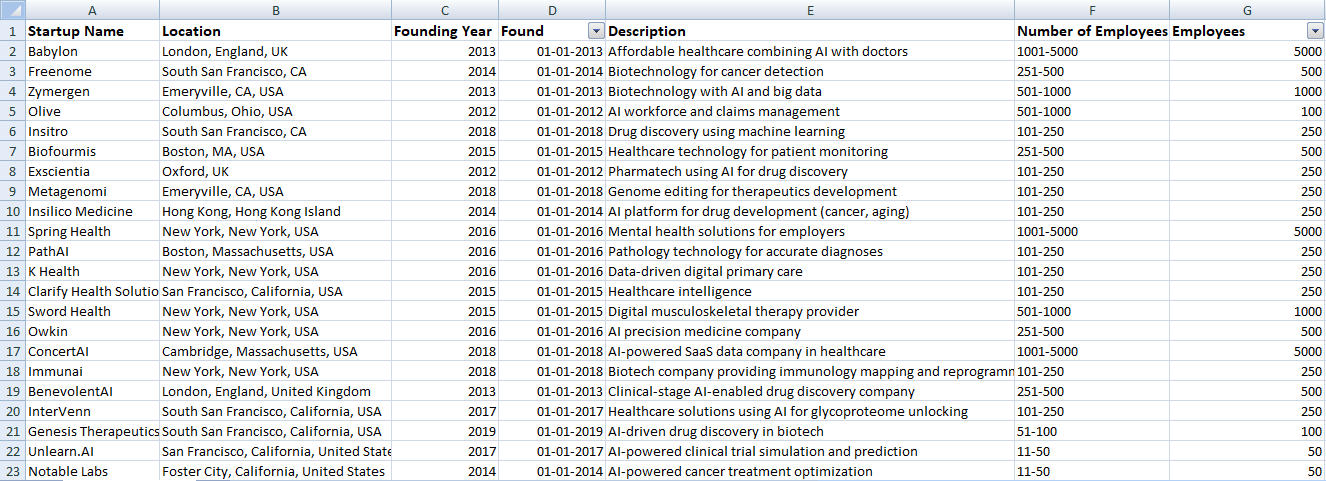 A B C D E F G
1 Startup Name Location Founding Year Found Description Number of Employees Employees
2 Babylon London, England, UK 2013 01-01-2013 Affordable healthcare combining AI with doctors 1001-5000 5000
3 Freenome South San Francisco, CA 2014 01-01-2014 Biotechnology for cancer detection 251-500 500
4 Zymergen Emeryville, CA, USA 2013 01-01-2013 Biotechnology with AI and big data 501-1000 1000
5 Olive Columbus, Ohio, USA 2012 01-01-2012 AI workforce and claims management 501-1000 100
6 Insitro South San Francisco, CA 2018 01-01-2018 Drug discovery using machine learning 101-250 250
7 Biofourmis Boston, MA, USA 2015 01-01-2015 Healthcare technology for patient monitoring 251-500 500
8 Exscientia Oxford, UK 2012 01-01-2012 Pharmatech using AI for drug discovery 101-250 250
9 Metagenomi Emeryville, CA, USA 2018 01-01-2018 Genome editing for therapeutics development 101-250 250
10 Insilico Medicine Hong Kong, Hong Kong Island 2014 01-01-2014 AI platform for drug development (cancer, aging) 101-250 250
11 Spring Health New York, New York, USA 2016 01-01-2016 Mental health solutions for employers 1001-5000 5000
12 PathAI Boston, Massachusetts, USA 2016 01-01-2016 Pathology technology for accurate diagnoses 101-250 250
13 K Health New York, New York, USA 2016 01-01-2016 Data-driven digital primary care 101-250 250
14 Clarify Health Solutio San Francisco, California, USA 2015 01-01-2015 Healthcare intelligence 101-250 250
15 Sword Health New York, New York, USA 2015 01-01-2015 Digital musculoskeletal therapy provider 501-1000 1000
16 Owkin New York, New York, USA 2016 01-01-2016 AI precision medicine company 251-500 500
17 ConcertAI Cambridge, Massachusetts, USA 2018 01-01-2018 AI-powered SaaS data company in healthcare 1001-5000 5000
18 Immunai New York, New York, USA 2018 01-01-2018 Biotech company providing immunology mapping and reprogramm 101-250 250
19 BenevolentAI London, England, United Kingdom 2013 01-01-2013 Clinical-stage AI-enabled drug discovery company 251-500 500
20 InterVenn South San Francisco, California, USA 2017 01-01-2017 Healthcare solutions using AI for glycoproteome unlocking 101-250 250
21 Genesis Therapeutics South San Francisco, California, USA 2019 01-01-2019 AI-driven drug discovery in biotech 51-100 100
22 Unlearn.AI San Francisco, California, United State 2017 01-01-2017 AI-powered clinical trial simulation and prediction 11-50 50
23 Notable Labs Foster City, California, United States 2014 01-01-2014 AI-powered cancer treatment optimization 11-50 50